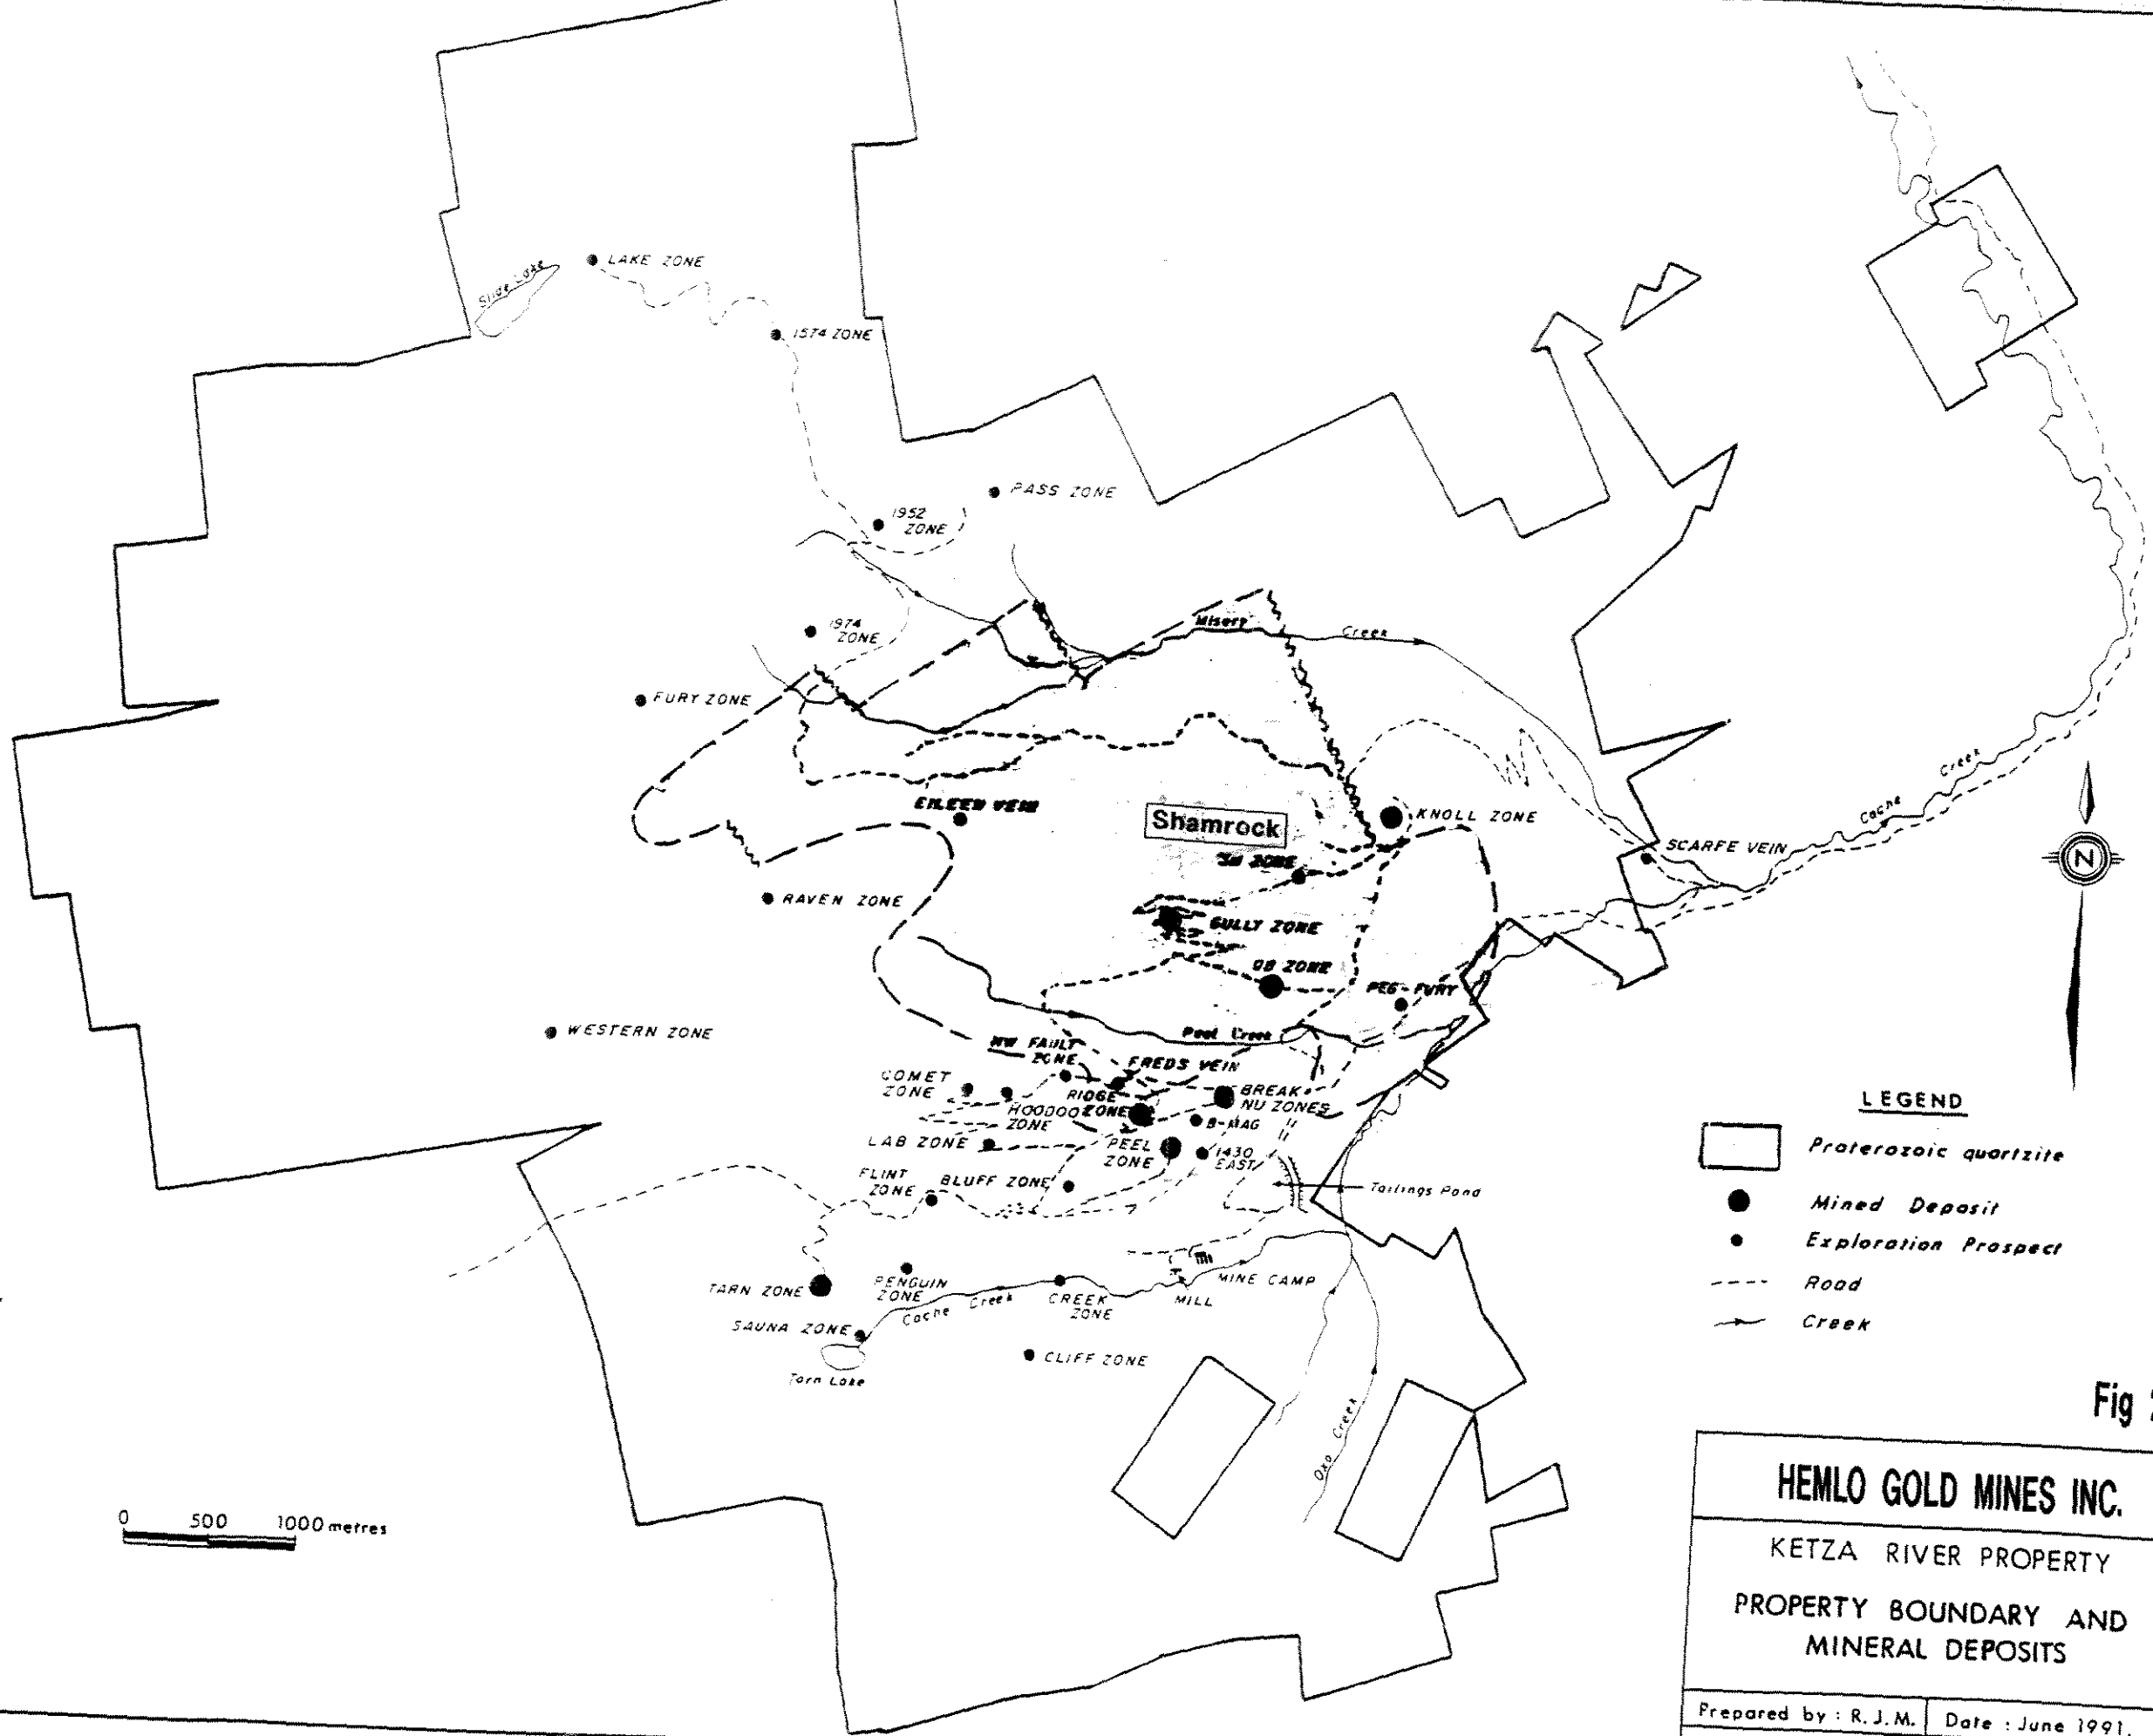 Slide Lake
LAKE ZONE
1574 ZONE
PASS ZONE
1952
ZONE
1974
ZONE
Misery
Creek
FURY ZONE
EILEEN VEIN
Shamrock
KNOLL ZONE
Creek
Cache
SCARFE VEIN
RAVEN ZONE
GULLY ZONE
QB ZONE
PEG-FURY
WESTERN ZONE
Peel Creek
NW FAULT
ZONE
FREDS VEIN
COMET
ZONE
BREAK-
NU ZONES
RIDGE
ZONE
HOODOO
ZONE
B-MAG
LAB ZONE
PEEL
ZONE
1430
EAST
FLINT
ZONE
BLUFF ZONE
Tailings Pond
TARN ZONE
PENGUIN
ZONE
CREEK
ZONE
MINE CAMP
MILL
Cache Creek
SAUNA ZONE
CLIFF ZONE
Tarn Lake
Oxo Creek
N
LEGEND
Proterozoic quartzite
Mined Deposit
Exploration Prospect
Road
Creek
0 500 1000 metres
Fig
HEMLO GOLD MINES INC.
KETZA RIVER PROPERTY
PROPERTY BOUNDARY AND
MINERAL DEPOSITS
Prepared by : R.J.M. Date : June 1991.